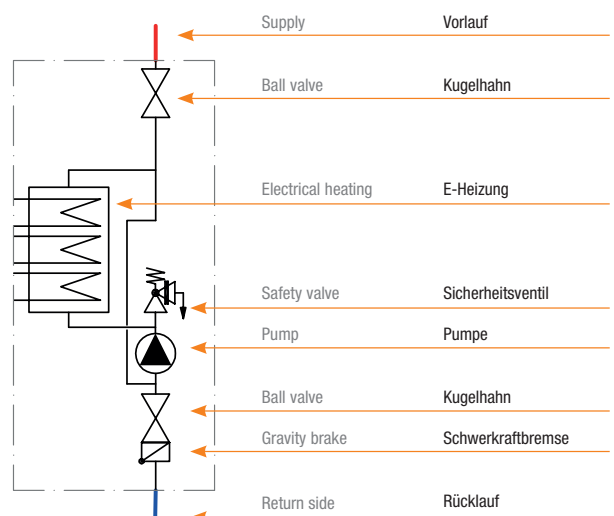 Supply Vorlauf
Ball valve Kugelhahn
Electrical heating E-Heizung
Safety valve Sicherheitsventil
Pump Pumpe
Ball valve Kugelhahn
Gravity brake Schwerkraftbremse
Return side Rücklauf